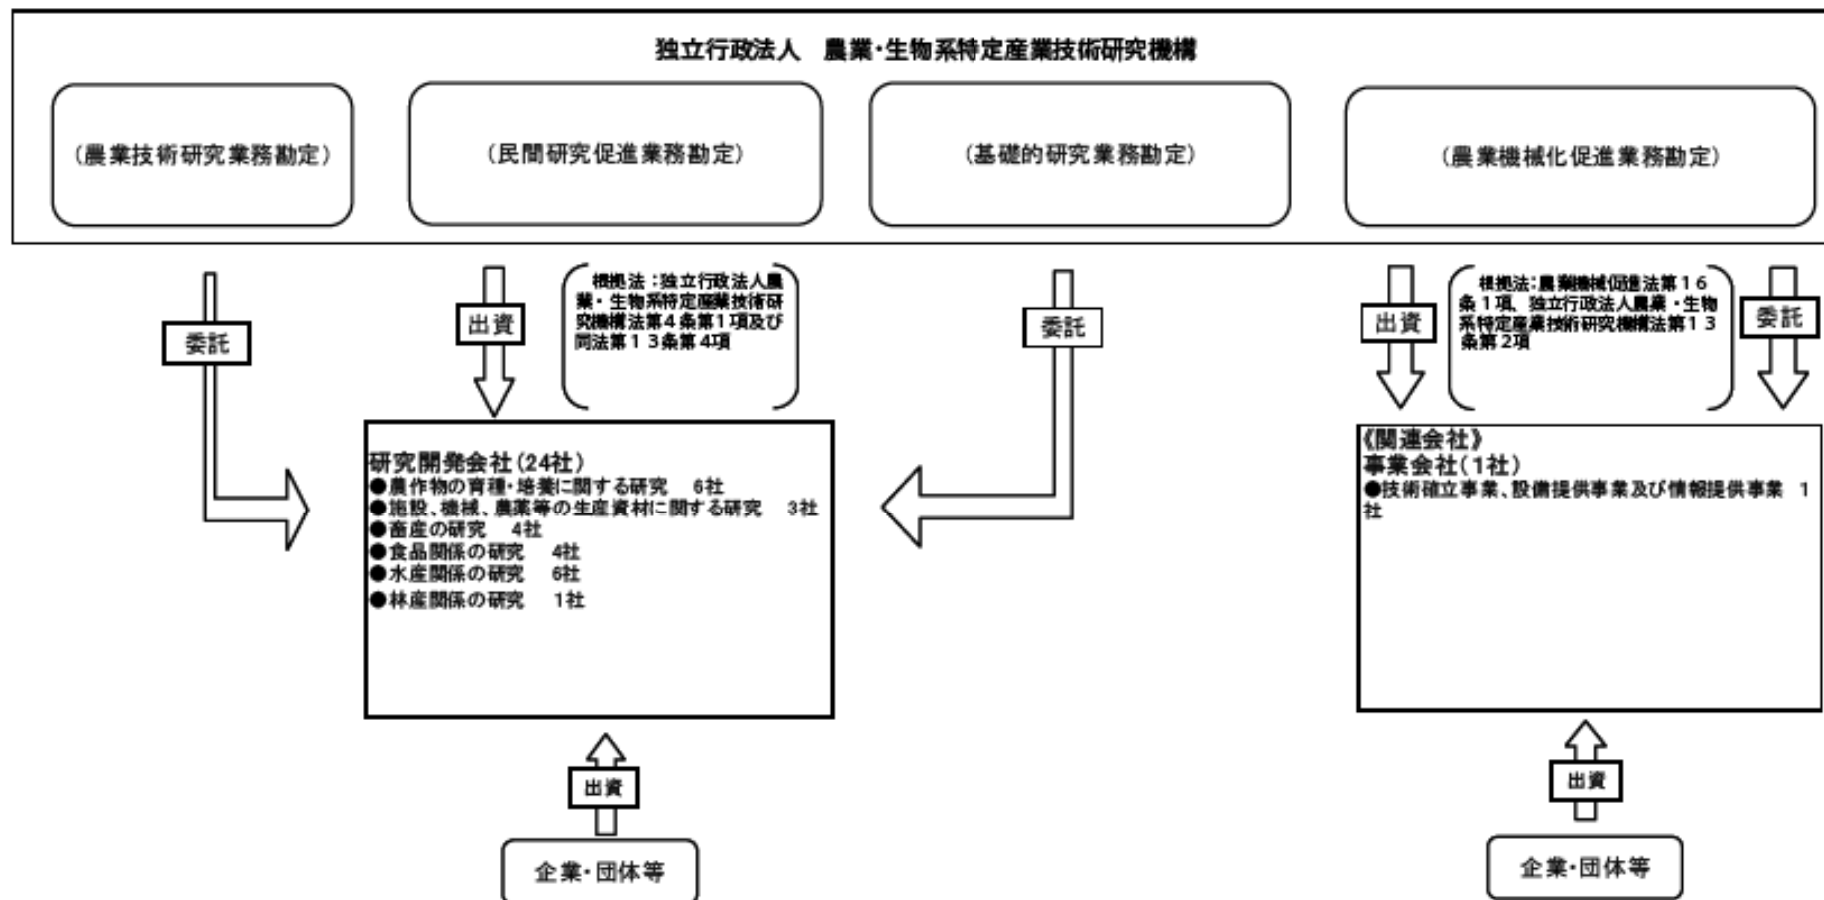 独立行政法人　農業・生物系特定産業技術研究機構
(農業技術研究業務勘定)
(民間研究促進業務勘定)
(基礎的研究業務勘定)
(農業機械化促進業務勘定)
委託
出資
根拠法：独立行政法人農
業・生物系特定産業技術研
究機構法第４条第１項及び
同法第１３条第４項
委託
出資
根拠法：農業機械化促進法第１６
条１項、独立行政法人農業・生物
系特定産業技術研究機構法第１３
条第２項
委託
研究開発会社(24社)
●農作物の育種・培養に関する研究　6社
●施設、機械、農薬等の生産資材に関する研究　3社
●畜産の研究　4社
●食品関係の研究　4社
●水産関係の研究　6社
●林産関係の研究　1社
《関連会社》
事業会社(1社)
●技術確立事業、設備提供事業及び情報提供事業　1
社
出資
企業・団体等
出資
企業・団体等